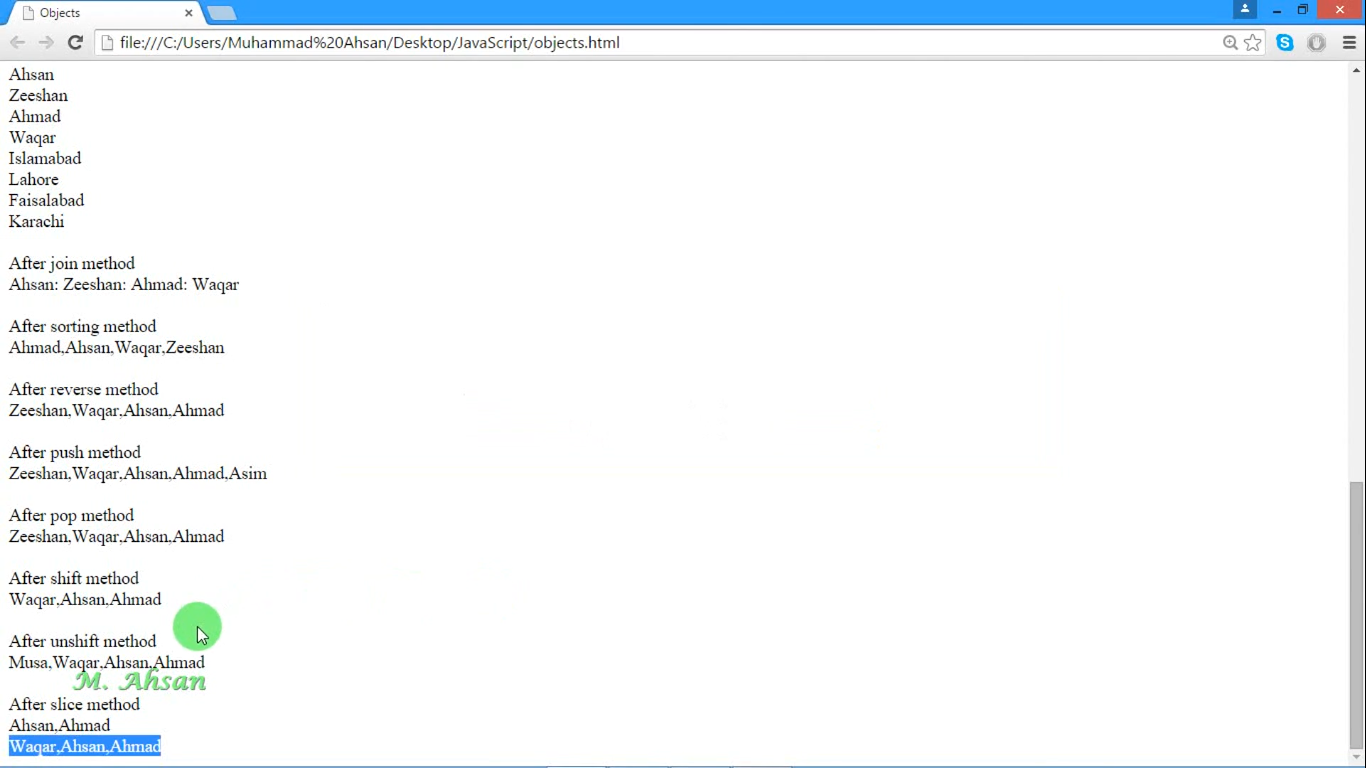 Objects
file:///C:/Users/Muhammad%20Ahsan/Desktop/JavaScript/objects.html
Ahsan
Zeeshan
Ahmad
Waqar
Islamabad
Lahore
Faisalabad
Karachi
After join method
Ahsan: Zeeshan: Ahmad: Waqar
After sorting method
Ahmad,Ahsan,Waqar,Zeeshan
After reverse method
Zeeshan,Waqar,Ahsan,Ahmad
After push method
Zeeshan,Waqar,Ahsan,Ahmad,Asim
After pop method
Zeeshan,Waqar,Ahsan,Ahmad
After shift method
Waqar,Ahsan,Ahmad
After unshift method
Musa,Waqar,Ahsan,Ahmad
M. Ahsan
After slice method
Ahsan,Ahmad
Waqar,Ahsan,Ahmad